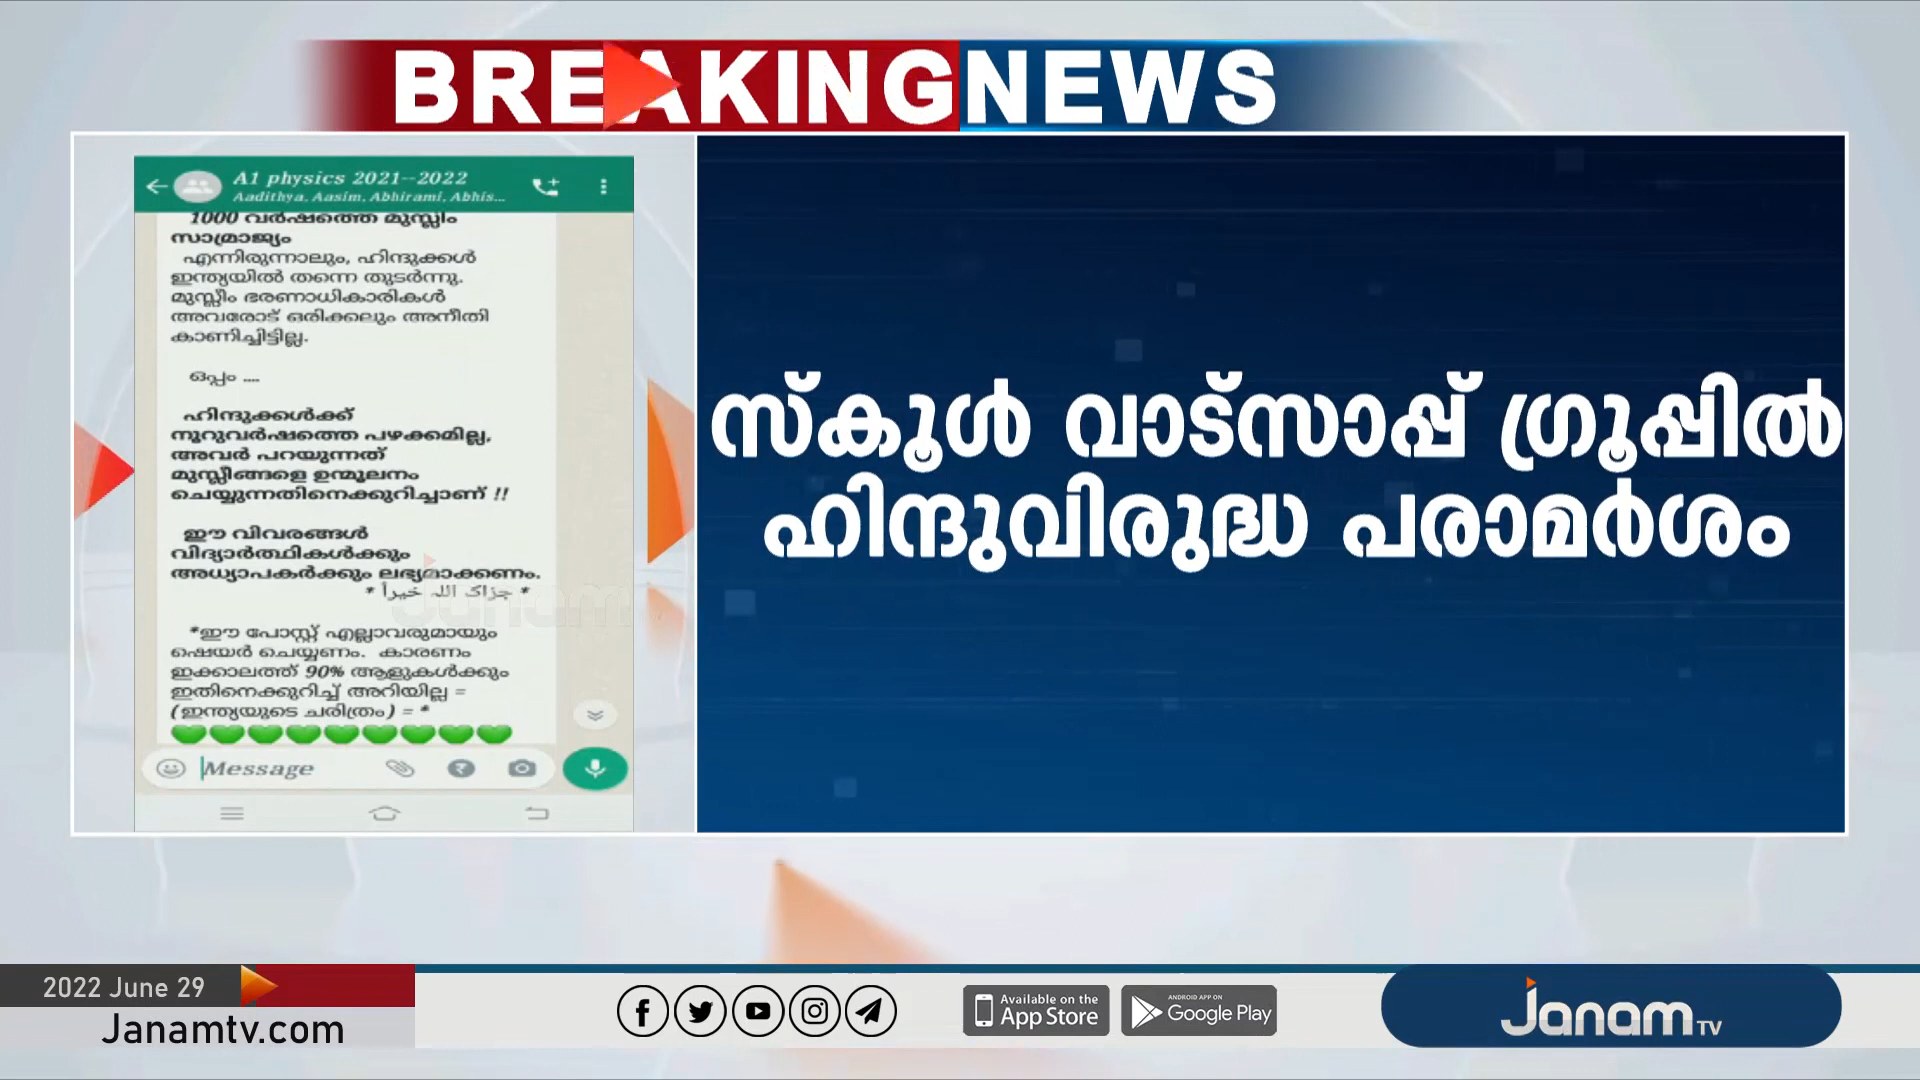 BREAKINGNEWS
A1 physics 2021--2022
Aadithya, Aasim, Abhirami, Abhis...
1000 വർഷത്തെ മുസ്ലിം
സാമ്രാജ്യം
എന്നിരുന്നാലും, ഹിന്ദുക്കൾ
ഇന്ത്യയിൽ തന്നെ തുടർന്നു.
മുസ്ലീം ഭരണാധികാരികൾ
അവരോട് ഒരിക്കലും അനീതി
കാണിച്ചിട്ടില്ല.
ഒപ്പം ....
ഹിന്ദുക്കൾക്ക്
നൂറുവർഷത്തെ പഴക്കമില്ല,
അവർ പറയുന്നത്
മുസ്ലീങ്ങളെ ഉന്മൂലനം
ചെയ്യുന്നതിനെക്കുറിച്ചാണ് !!
ഈ വിവരങ്ങൾ
വിദ്യാർത്ഥികൾക്കും
അധ്യാപകർക്കും ലഭ്യമാക്കണം.
* جزاك الله خيرا *
Janam
*ഈ പോസ്റ്റ് എല്ലാവരുമായും
ഷെയർ ചെയ്യണം. കാരണം
ഇക്കാലത്ത് 90% ആളുകൾക്കും
ഇതിനെക്കുറിച്ച് അറിയില്ല =
(ഇന്ത്യയുടെ ചരിത്രം) = *
Message
സ്കൂൾ വാട്സാപ്പ് ഗ്രൂപ്പിൽ
ഹിന്ദുവിരുദ്ധ പരാമർശം
2022 June 29
Janamtv.com
Available on the
App Store
ANDROID APP ON
Google Play
Janam TV